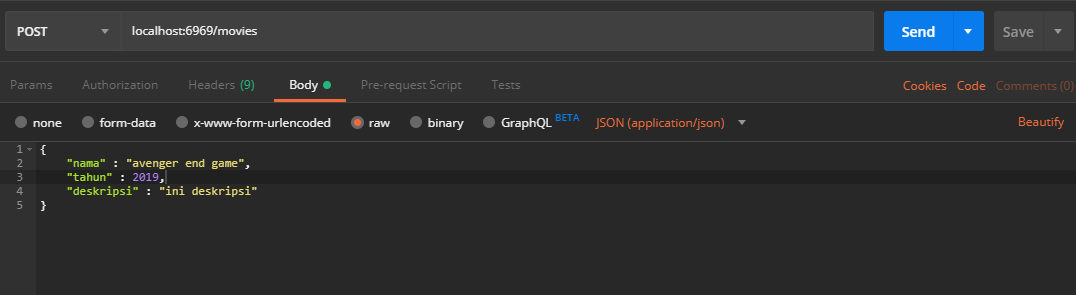 POST localhost:6969/movies Send Save
Params Authorization Headers (9) Body Pre-request Script Tests Cookies Code Comments (0)
none form-data x-www-form-urlencoded raw binary GraphQL BETA JSON (application/json) Beautify
1 {
2 "nama" : "avenger end game",
3 "tahun" : 2019,
4 "deskripsi" : "ini deskripsi"
5 }